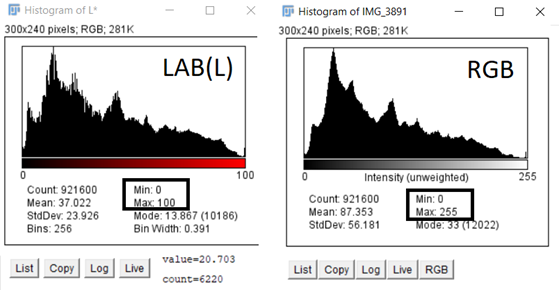 Histogram of L*
300x240 pixels; RGB; 281K
LAB(L)
0 100
Count: 921600 Min: 0
Mean: 37.022 Max: 100
StdDev: 23.926 Mode: 13.867 (10186)
Bins: 256 Bin Width: 0.391
List Copy Log Live value=20.703
count=6220
Histogram of IMG_3891
300x240 pixels; RGB; 281K
RGB
0 Intensity (unweighted) 255
Count: 921600 Min: 0
Mean: 87.353 Max: 255
StdDev: 56.181 Mode: 33 (12022)
List Copy Log Live RGB